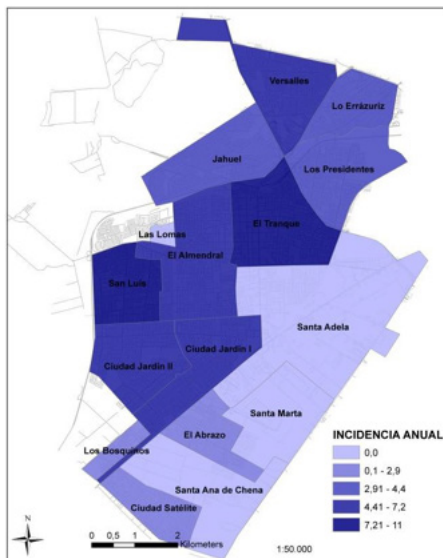 Versalles
Lo Errázuriz
Jahuel
Los Presidentes
El Tranque
Las Lomas
El Almendral
San Luis
Santa Adela
Ciudad Jardín I
Ciudad Jardín II
Santa Marta
El Abrazo
Los Bosquinos
Santa Ana de Chena
Ciudad Satélite
INCIDENCIA ANUAL
0,0
0,1 - 2,9
2,91 - 4,4
4,41 - 7,2
7,21 - 11
N
0 0,5 1 2
Kilometers
1:50.000